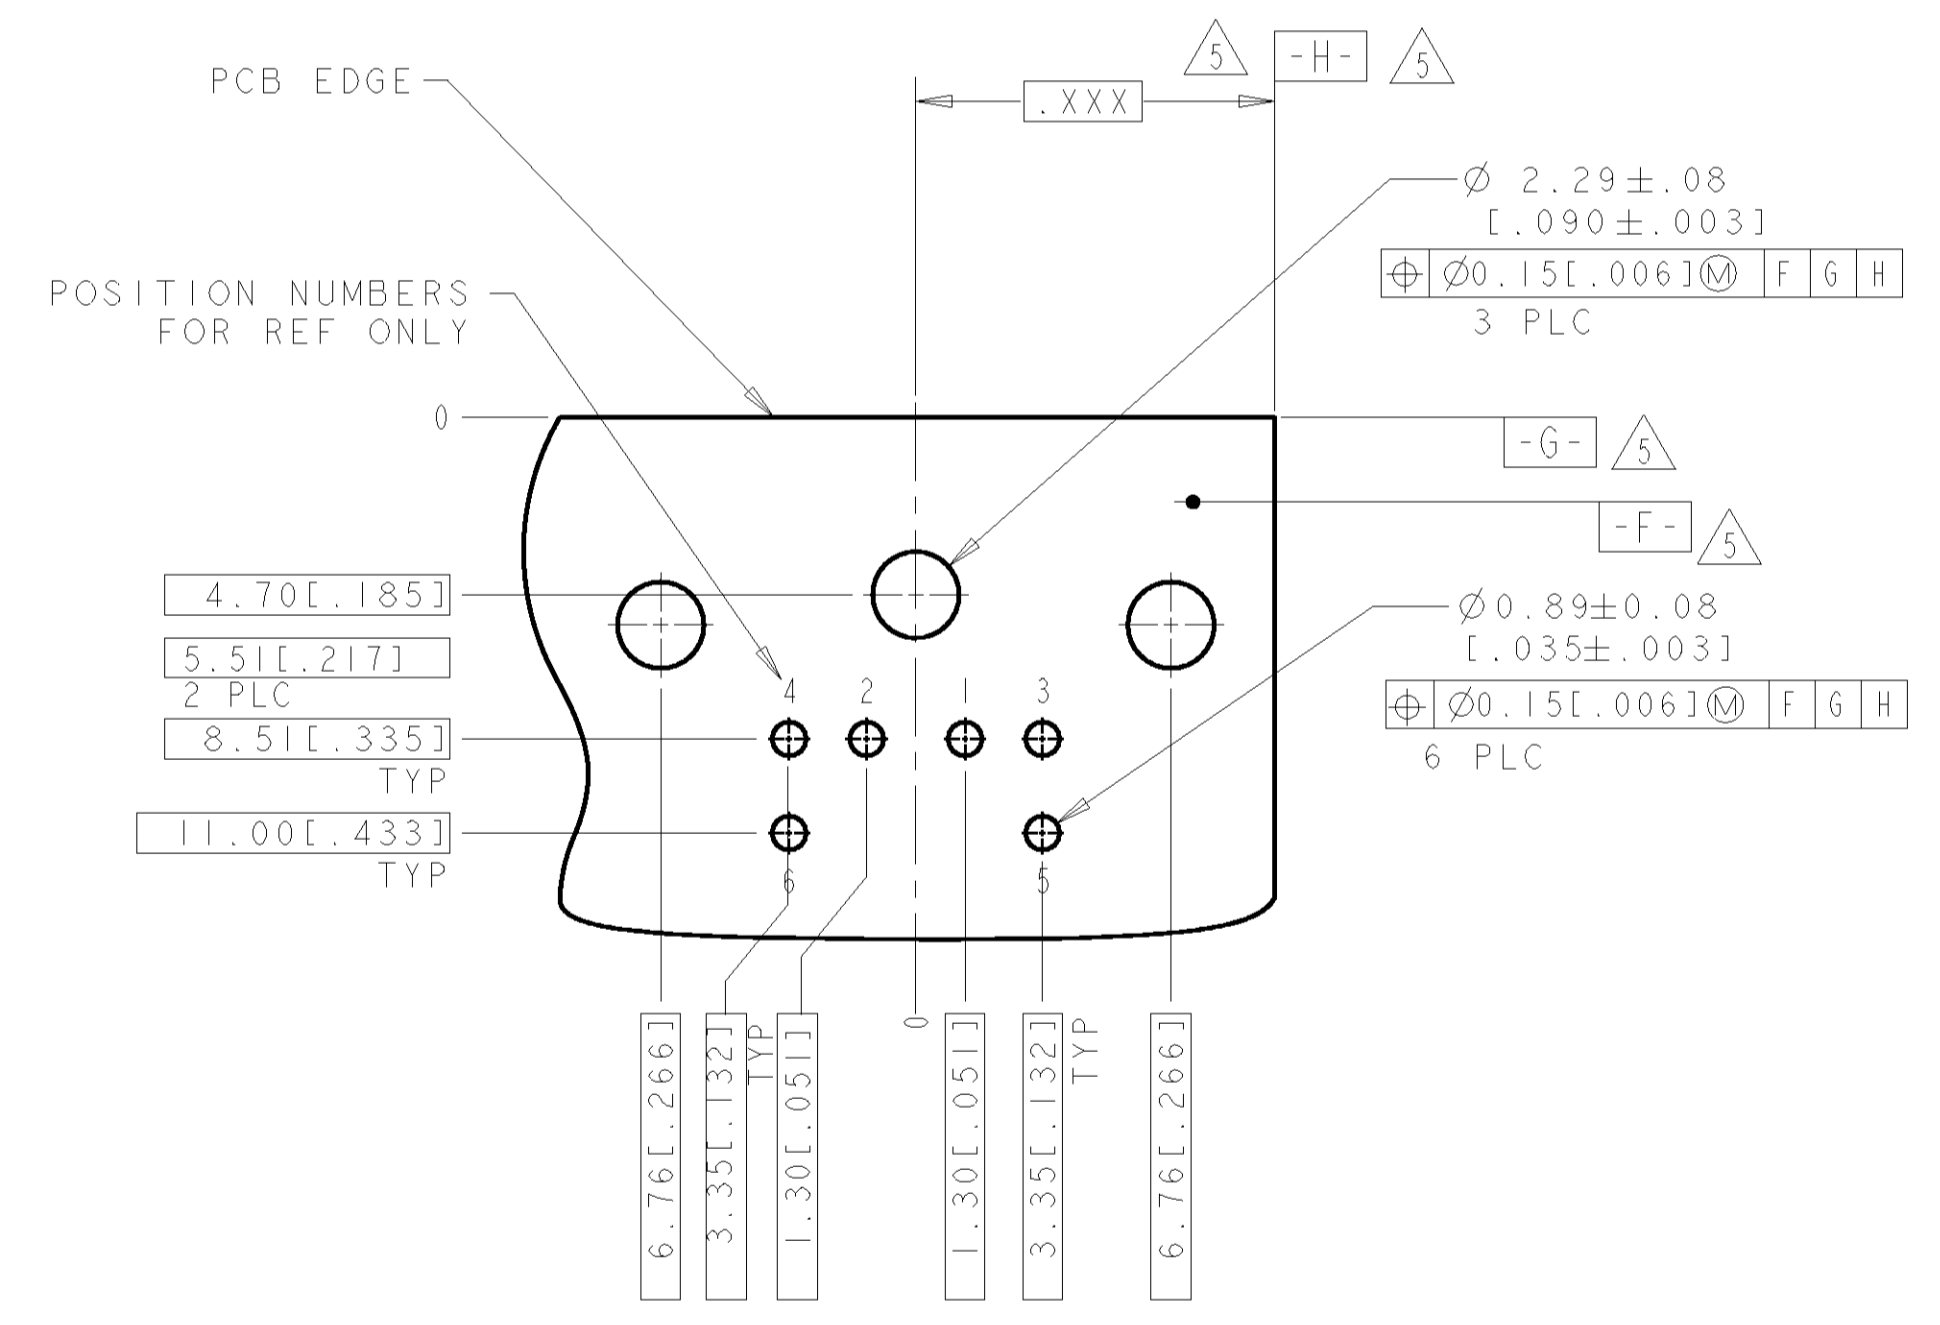 5
-H-
5
PCB EDGE
.XXX
Ø 2.29±.08
[.090±.003]
⌖ Ø0.15[.006]Ⓜ F G H
3 PLC
POSITION NUMBERS
FOR REF ONLY
0
-G-
5
-F-
5
4.70[.185]
5.51[.217]
2 PLC
8.51[.335]
TYP
11.00[.433]
TYP
Ø0.89±0.08
[.035±.003]
⌖ Ø0.15[.006]Ⓜ F G H
6 PLC
4 2 1 3
6 5
0
6.76[.266]
3.35[.132]
TYP
1.30[.051]
1.30[.051]
3.35[.132]
TYP
6.76[.266]